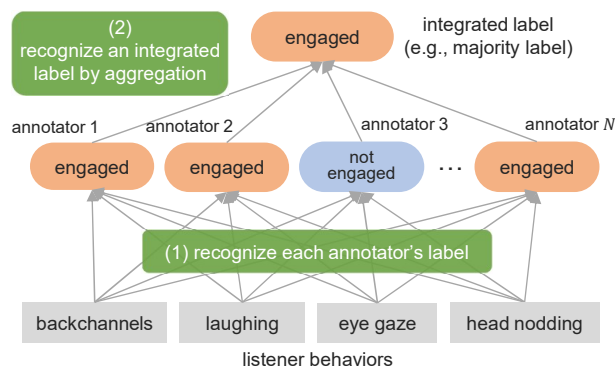 (2)
recognize an integrated
label by aggregation
engaged
integrated label
(e.g., majority label)
annotator 1
annotator 2
annotator 3
annotator N
engaged
engaged
not
engaged
...
engaged
(1) recognize each annotator's label
backchannels
laughing
eye gaze
head nodding
listener behaviors